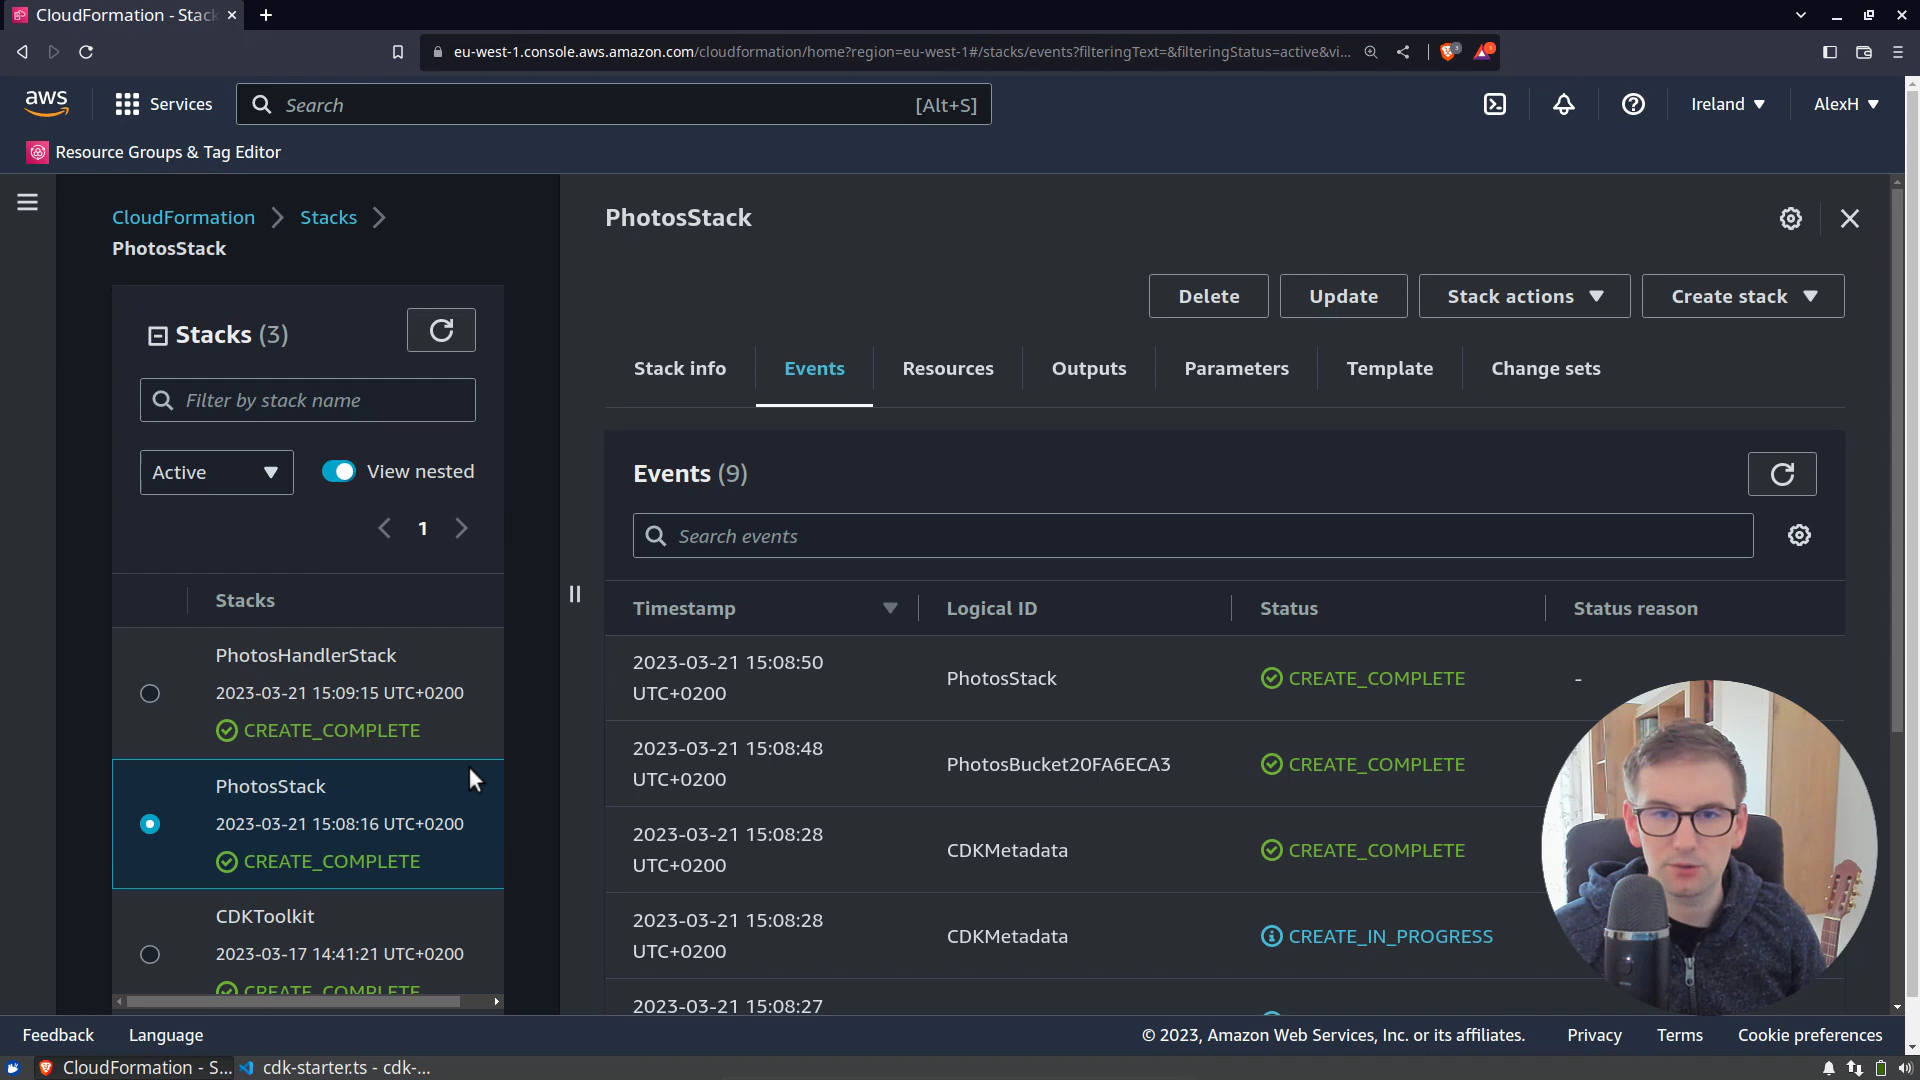 CloudFormation - Stack
eu-west-1.console.aws.amazon.com/cloudformation/home?region=eu-west-1#/stacks/events?filteringText=&filteringStatus=active&vi...
3
1
aws
Services
Search
[Alt+S]
Ireland
AlexH
Resource Groups & Tag Editor
CloudFormation
Stacks
PhotosStack
Stacks (3)
Filter by stack name
Active
View nested
1
Stacks
PhotosHandlerStack
2023-03-21 15:09:15 UTC+0200
CREATE_COMPLETE
PhotosStack
2023-03-21 15:08:16 UTC+0200
CREATE_COMPLETE
CDKToolkit
2023-03-17 14:41:21 UTC+0200
CREATE_COMPLETE
PhotosStack
Delete
Update
Stack actions
Create stack
Stack info
Events
Resources
Outputs
Parameters
Template
Change sets
Events (9)
Search events
Timestamp
Logical ID
Status
Status reason
2023-03-21 15:08:50
UTC+0200
PhotosStack
CREATE_COMPLETE
-
2023-03-21 15:08:48
UTC+0200
PhotosBucket20FA6ECA3
CREATE_COMPLETE
2023-03-21 15:08:28
UTC+0200
CDKMetadata
CREATE_COMPLETE
2023-03-21 15:08:28
UTC+0200
CDKMetadata
CREATE_IN_PROGRESS
2023-03-21 15:08:27
Feedback
Language
© 2023, Amazon Web Services, Inc. or its affiliates.
Privacy
Terms
Cookie preferences
CloudFormation - S...
cdk-starter.ts - cdk-...